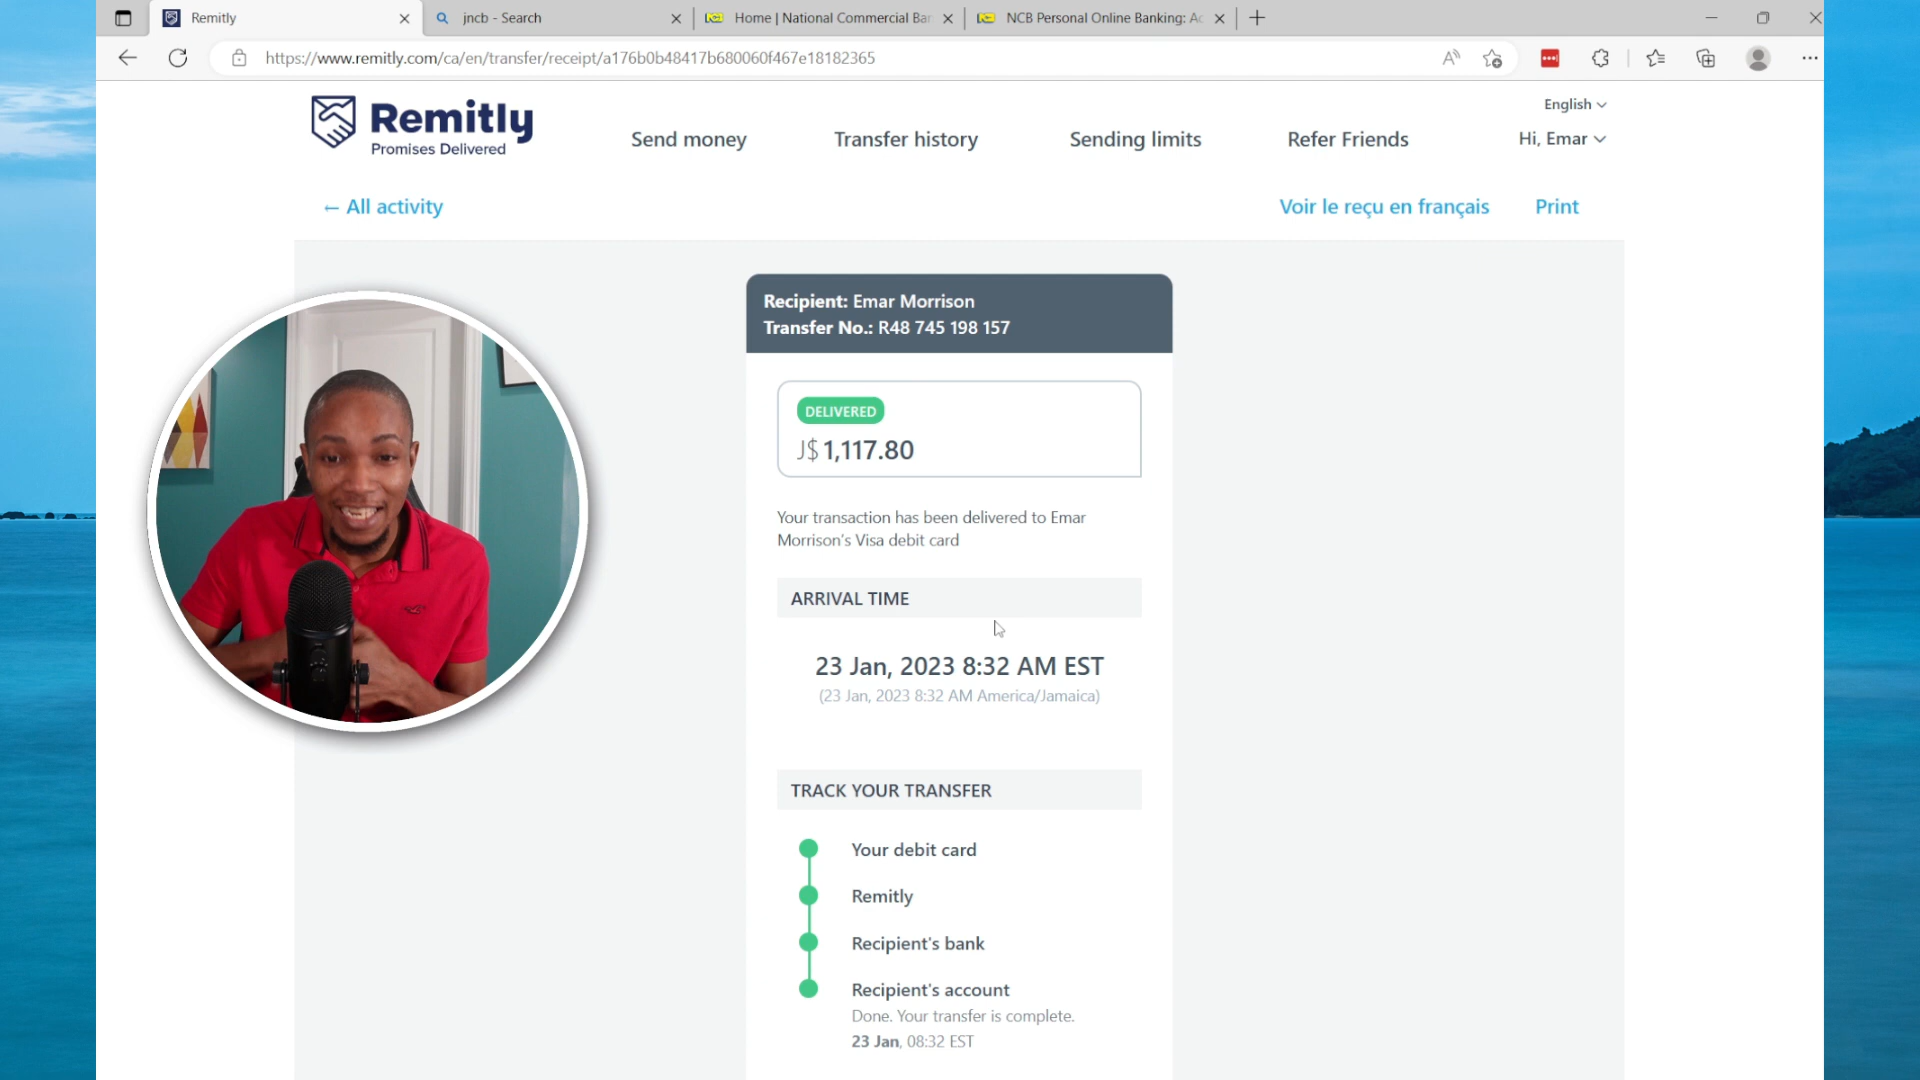 Remitly
jncb - Search
Home | National Commercial Ban
NCB Personal Online Banking: Ac
https://www.remitly.com/ca/en/transfer/receipt/a176b0b48417b680060f467e18182365
English
Remitly
Promises Delivered
Send money
Transfer history
Sending limits
Refer Friends
Hi, Emar
← All activity
Voir le reçu en français
Print
Recipient: Emar Morrison
Transfer No.: R48 745 198 157
DELIVERED
J$ 1,117.80
Your transaction has been delivered to Emar
Morrison's Visa debit card
ARRIVAL TIME
23 Jan, 2023 8:32 AM EST
(23 Jan, 2023 8:32 AM America/Jamaica)
TRACK YOUR TRANSFER
Your debit card
Remitly
Recipient's bank
Recipient's account
Done. Your transfer is complete.
23 Jan, 08:32 EST